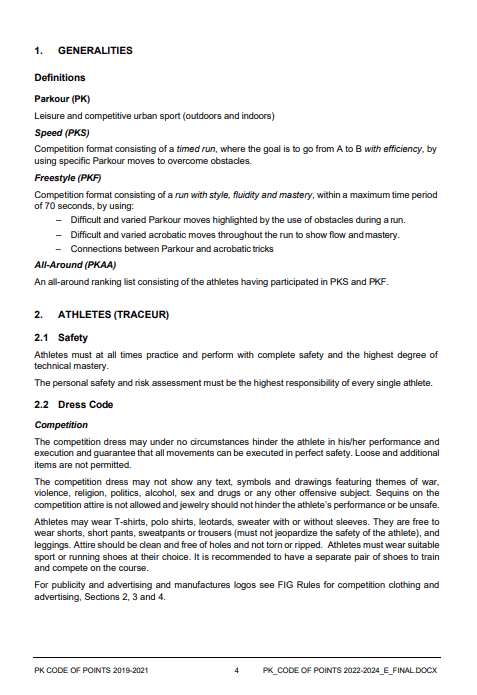 1. GENERALITIES
Definitions
Parkour (PK)
Leisure and competitive urban sport (outdoors and indoors)
Speed (PKS)
Competition format consisting of a timed run, where the goal is to go from A to B with efficiency, by
using specific Parkour moves to overcome obstacles.
Freestyle (PKF)
Competition format consisting of a run with style, fluidity and mastery, within a maximum time period
of 70 seconds, by using:
– Difficult and varied Parkour moves highlighted by the use of obstacles during a run.
– Difficult and varied acrobatic moves throughout the run to show flow and mastery.
– Connections between Parkour and acrobatic tricks
All-Around (PKAA)
An all-around ranking list consisting of the athletes having participated in PKS and PKF.
2. ATHLETES (TRACEUR)
2.1 Safety
Athletes must at all times practice and perform with complete safety and the highest degree of
technical mastery.
The personal safety and risk assessment must be the highest responsibility of every single athlete.
2.2 Dress Code
Competition
The competition dress may under no circumstances hinder the athlete in his/her performance and
execution and guarantee that all movements can be executed in perfect safety. Loose and additional
items are not permitted.
The competition dress may not show any text, symbols and drawings featuring themes of war,
violence, religion, politics, alcohol, sex and drugs or any other offensive subject. Sequins on the
competition attire is not allowed and jewelry should not hinder the athlete's performance or be unsafe.
Athletes may wear T-shirts, polo shirts, leotards, sweater with or without sleeves. They are free to
wear shorts, short pants, sweatpants or trousers (must not jeopardize the safety of the athlete), and
leggings. Attire should be clean and free of holes and not torn or ripped. Athletes must wear suitable
sport or running shoes at their choice. It is recommended to have a separate pair of shoes to train
and compete on the course.
For publicity and advertising and manufactures logos see FIG Rules for competition clothing and
advertising, Sections 2, 3 and 4.
PK CODE OF POINTS 2019-2021 4 PK_CODE OF POINTS 2022-2024_E_FINAL.DOCX